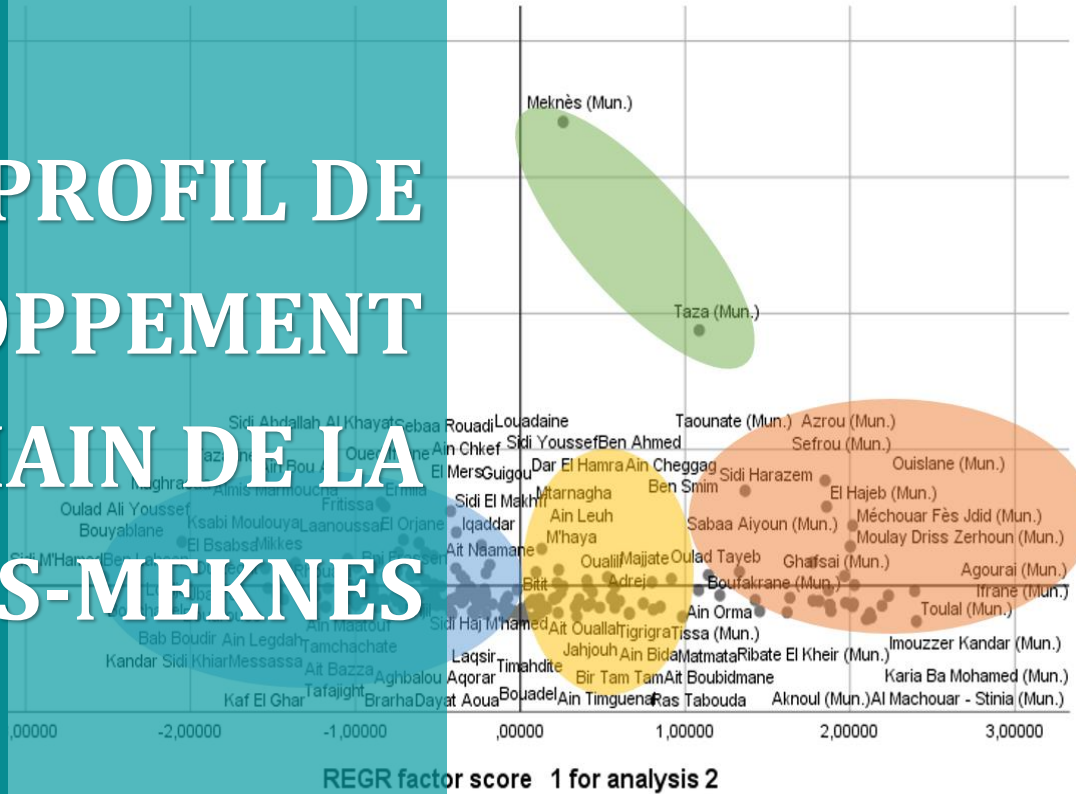 PROFIL DE
OPPEMENT
AIN DE LA
S-MEKNES
Meknès (Mun.)
Taza (Mun.)
Sidi Abdallah Al Khayat Sebaa Rouadi Louadaine Taounate (Mun.) Azrou (Mun.)
Ain Chkef Sidi Youssef Ben Ahmed Sefrou (Mun.)
Ain Bou El Mers Guigou Dar El Hamra Ain Cheggag Sidi Harazem Ouislane (Mun.)
Almis Marmoucha Ermila Mtarnagha Ben Smim El Hajeb (Mun.)
Oulad Ali Youssef Fritissa Sidi El Makhfi Ain Leuh Méchouar Fès Jdid (Mun.)
Bouyablane Ksabi Moulouya Laanoussar El Orjane Iqaddar Sabaa Aiyoun (Mun.)
El Bsabsa Mikkes Ait Naamane M'haya Moulay Driss Zerhoun (Mun.)
Sidi M'Hamed Ben Lahcen Oualili Majjate Oulad Tayeb Ghafsai (Mun.) Agourai (Mun.)
Bitit Adrej Boufakrane (Mun.) Ifrane (Mun.)
Ain Orma Toulal (Mun.)
Ain Maatouf Sidi Haj M'hamed Ait Ouallal Tigrigra Tissa (Mun.)
Bab Boudir Ain Legdah Tamchachate Jahjouh Imouzzer Kandar (Mun.)
Kandar Sidi Khiar Messassa Laqsir Timahdite Ain Bida Matmata Ribate El Kheir (Mun.)
Ait Bazza Aghbalou Aqorar Bir Tam Tam Ait Boubidmane Karia Ba Mohamed (Mun.)
Kaf El Ghar Tafajight Brarha Dayat Aoua Bouadel Ain Timguenai Ras Tabouda Aknoul (Mun.) Al Machouar - Stinia (Mun.)
,00000 -2,00000 -1,00000 ,00000 1,00000 2,00000 3,00000
REGR factor score 1 for analysis 2